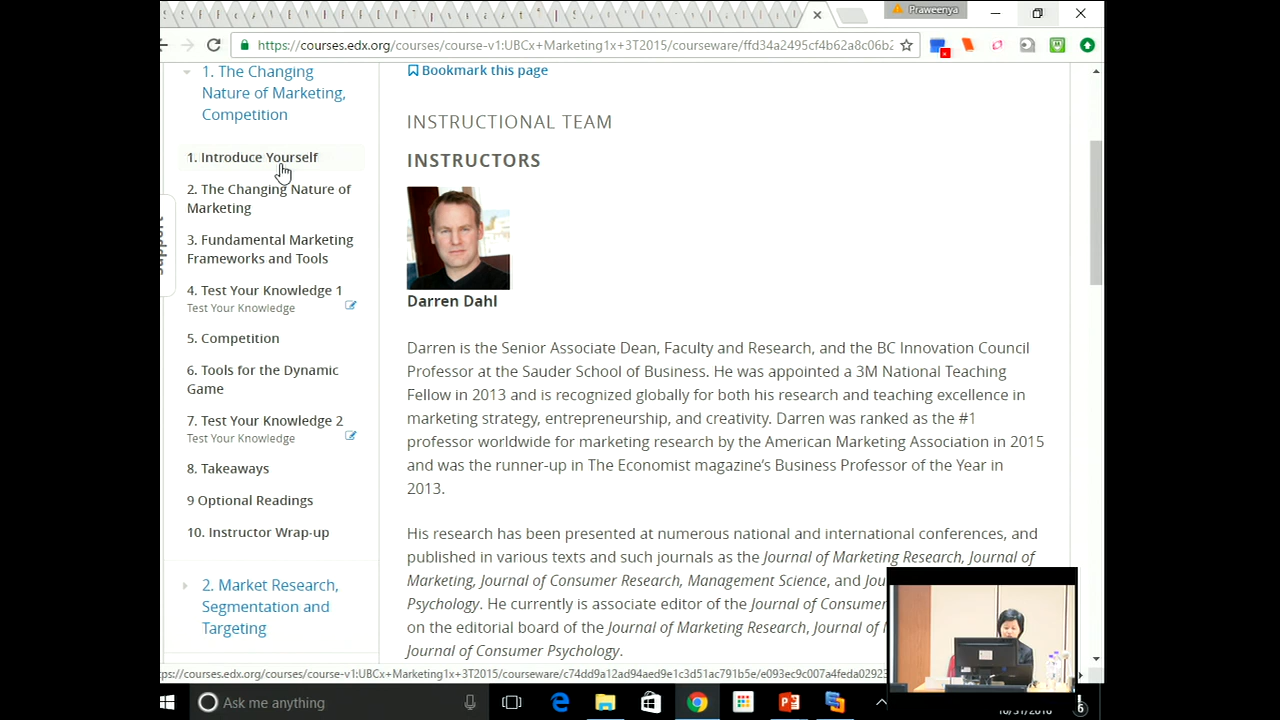 Praweenya
https://courses.edx.org/courses/course-v1:UBCx+Marketing1x+3T2015/courseware/ffd34a2495cf4b62a8c06b2
1. The Changing
Nature of Marketing,
Competition
1. Introduce Yourself
2. The Changing Nature of
Marketing
3. Fundamental Marketing
Frameworks and Tools
4. Test Your Knowledge 1
Test Your Knowledge
5. Competition
6. Tools for the Dynamic
Game
7. Test Your Knowledge 2
Test Your Knowledge
8. Takeaways
9 Optional Readings
10. Instructor Wrap-up
2. Market Research,
Segmentation and
Targeting
Support
Bookmark this page
INSTRUCTIONAL TEAM
INSTRUCTORS
Darren Dahl
Darren is the Senior Associate Dean, Faculty and Research, and the BC Innovation Council
Professor at the Sauder School of Business. He was appointed a 3M National Teaching
Fellow in 2013 and is recognized globally for both his research and teaching excellence in
marketing strategy, entrepreneurship, and creativity. Darren was ranked as the #1
professor worldwide for marketing research by the American Marketing Association in 2015
and was the runner-up in The Economist magazine's Business Professor of the Year in
2013.
His research has been presented at numerous national and international conferences, and
published in various texts and such journals as the Journal of Marketing Research, Journal of
Marketing, Journal of Consumer Research, Management Science, and Jou
Psychology. He currently is associate editor of the Journal of Consumer
on the editorial board of the Journal of Marketing Research, Journal of
Journal of Consumer Psychology.
ps://courses.edx.org/courses/course-v1:UBCx+Marketing1x+3T2015/courseware/c74dd9a12ad94aed9e1c3d51ac791b5e/e093ec9c007a4feda02923
Ask me anything
10/31/2016